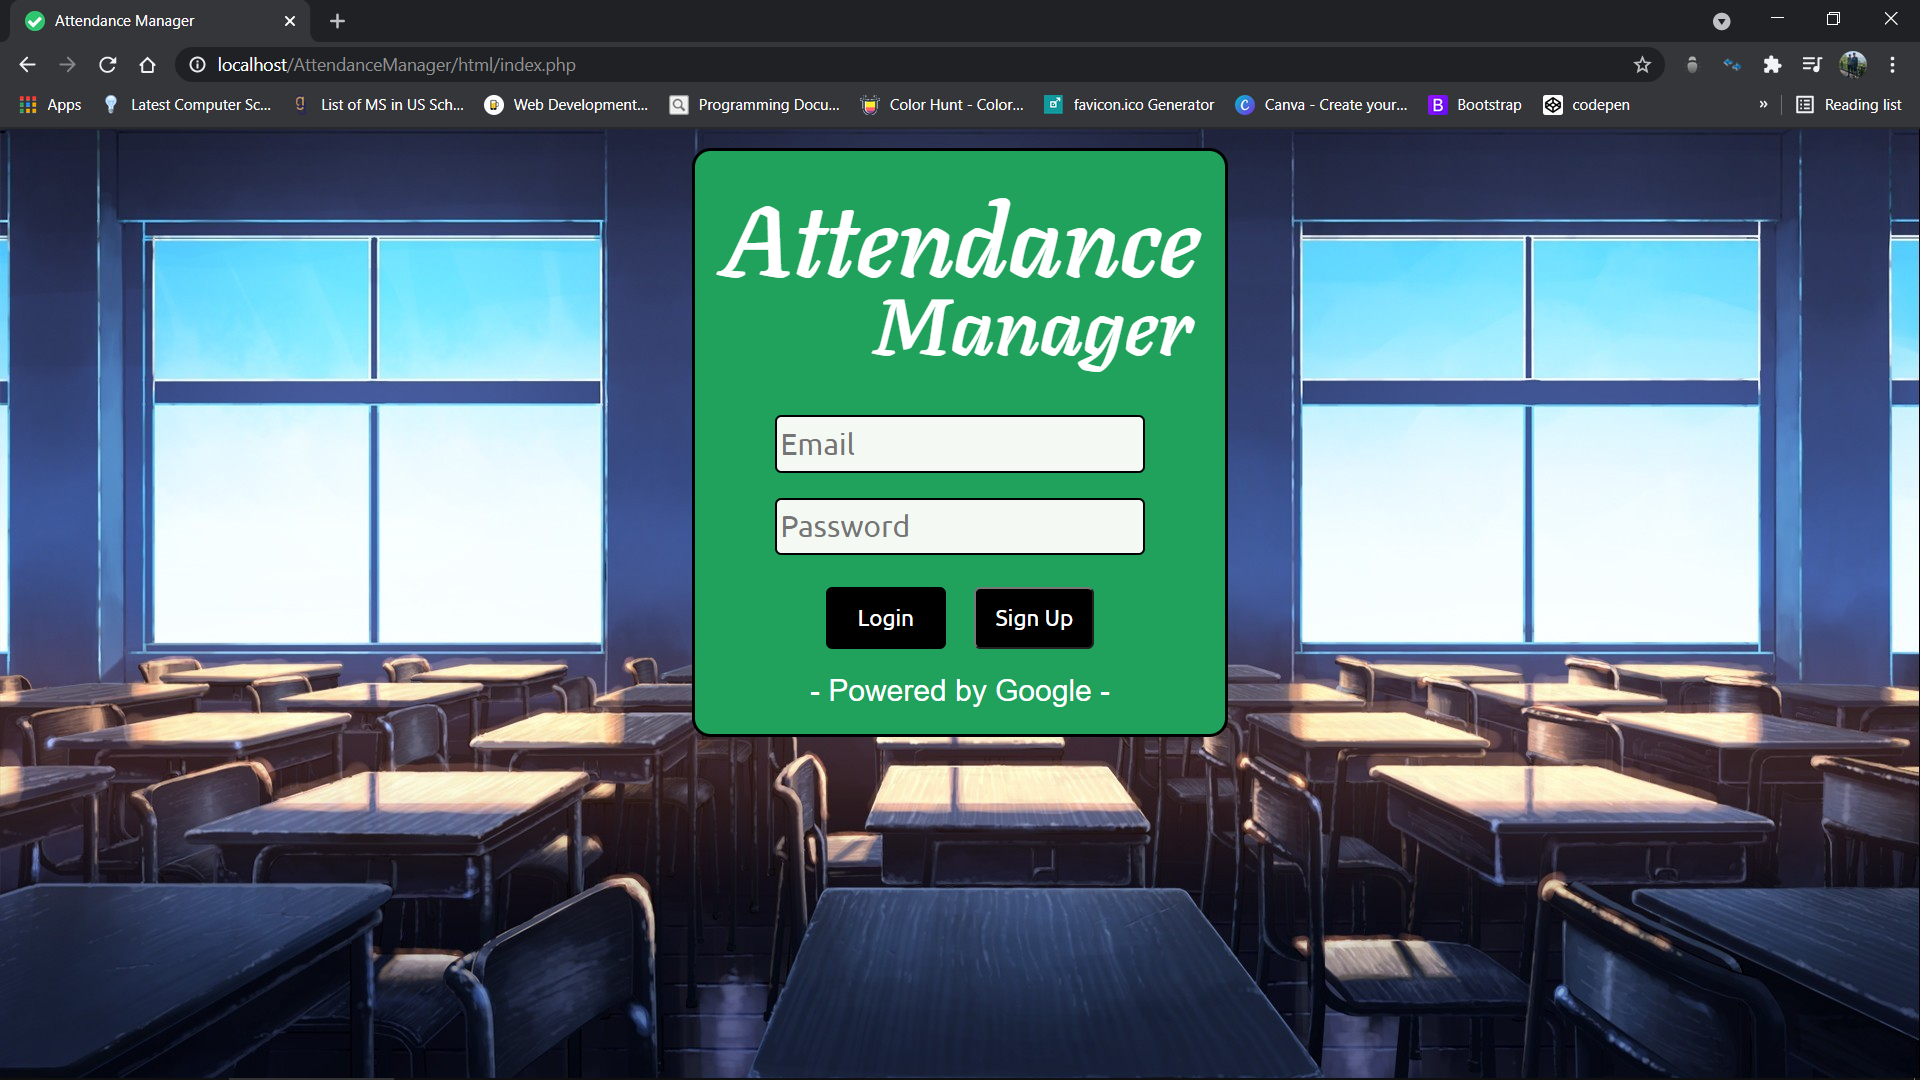 Attendance Manager
localhost/AttendanceManager/html/index.php
Apps
Latest Computer Sc...
List of MS in US Sch...
Web Development...
Programming Docu...
Color Hunt - Color...
favicon.ico Generator
Canva - Create your...
Bootstrap
codepen
»
Reading list
Attendance
Manager
Email
Password
Login
Sign Up
- Powered by Google -